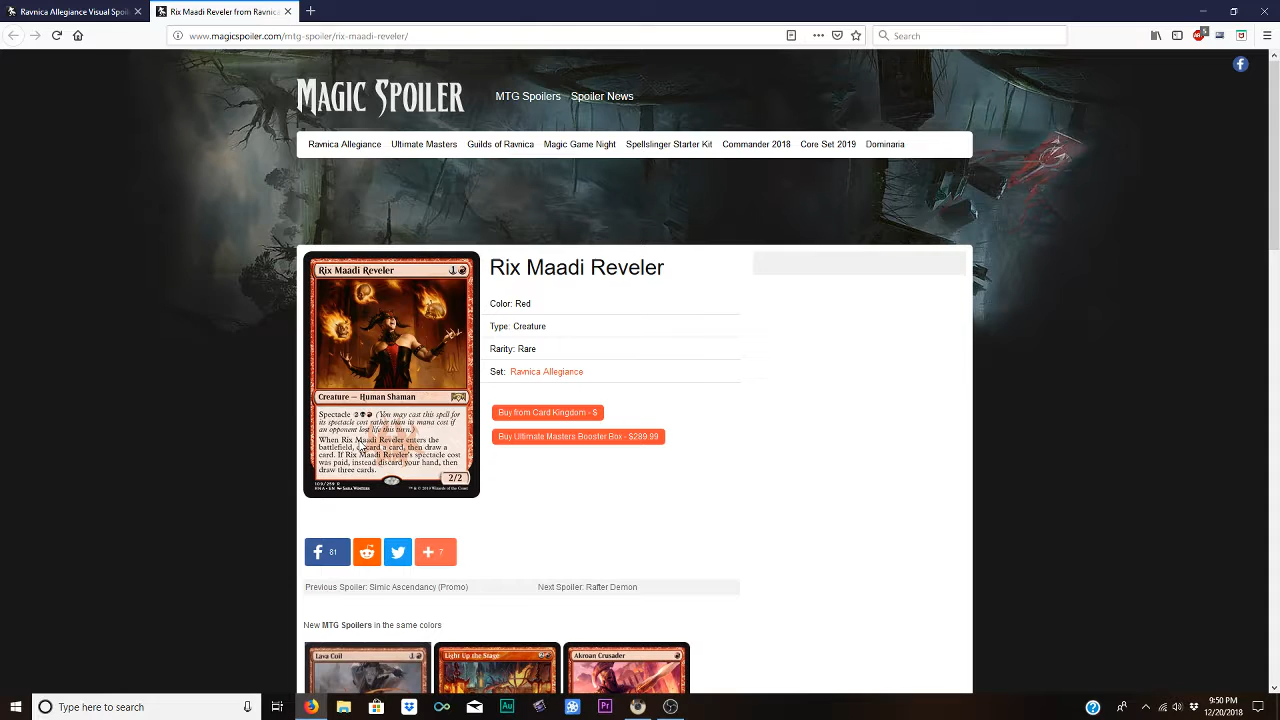 Ravnica Allegiance Visual Spoil
Rix Maadi Reveler from Ravnica
www.magicspoiler.com/mtg-spoiler/rix-maadi-reveler/
Search
MAGIC SPOILER
MTG Spoilers Spoiler News
Ravnica Allegiance Ultimate Masters Guilds of Ravnica Magic Game Night Spellslinger Starter Kit Commander 2018 Core Set 2019 Dominaria
Rix Maadi Reveler 1
Creature — Human Shaman
Spectacle 2 (You may cast this spell for
its spectacle cost rather than its mana cost if
an opponent lost life this turn.)
When Rix Maadi Reveler enters the
battlefield, discard a card, then draw a
card. If Rix Maadi Reveler's spectacle cost
was paid, instead discard your hand, then
draw three cards.
2/2
109/259 R
RNA • EN
Rix Maadi Reveler
Color: Red
Type: Creature
Rarity: Rare
Set: Ravnica Allegiance
Buy from Card Kingdom - $
Buy Ultimate Masters Booster Box - $289.99
81
7
Previous Spoiler: Simic Ascendancy (Promo)
Next Spoiler: Rafter Demon
New MTG Spoilers in the same colors
Lava Coil 1
Light Up the Stage
Akroan Crusader
Type here to search
9:50 PM
12/20/2018